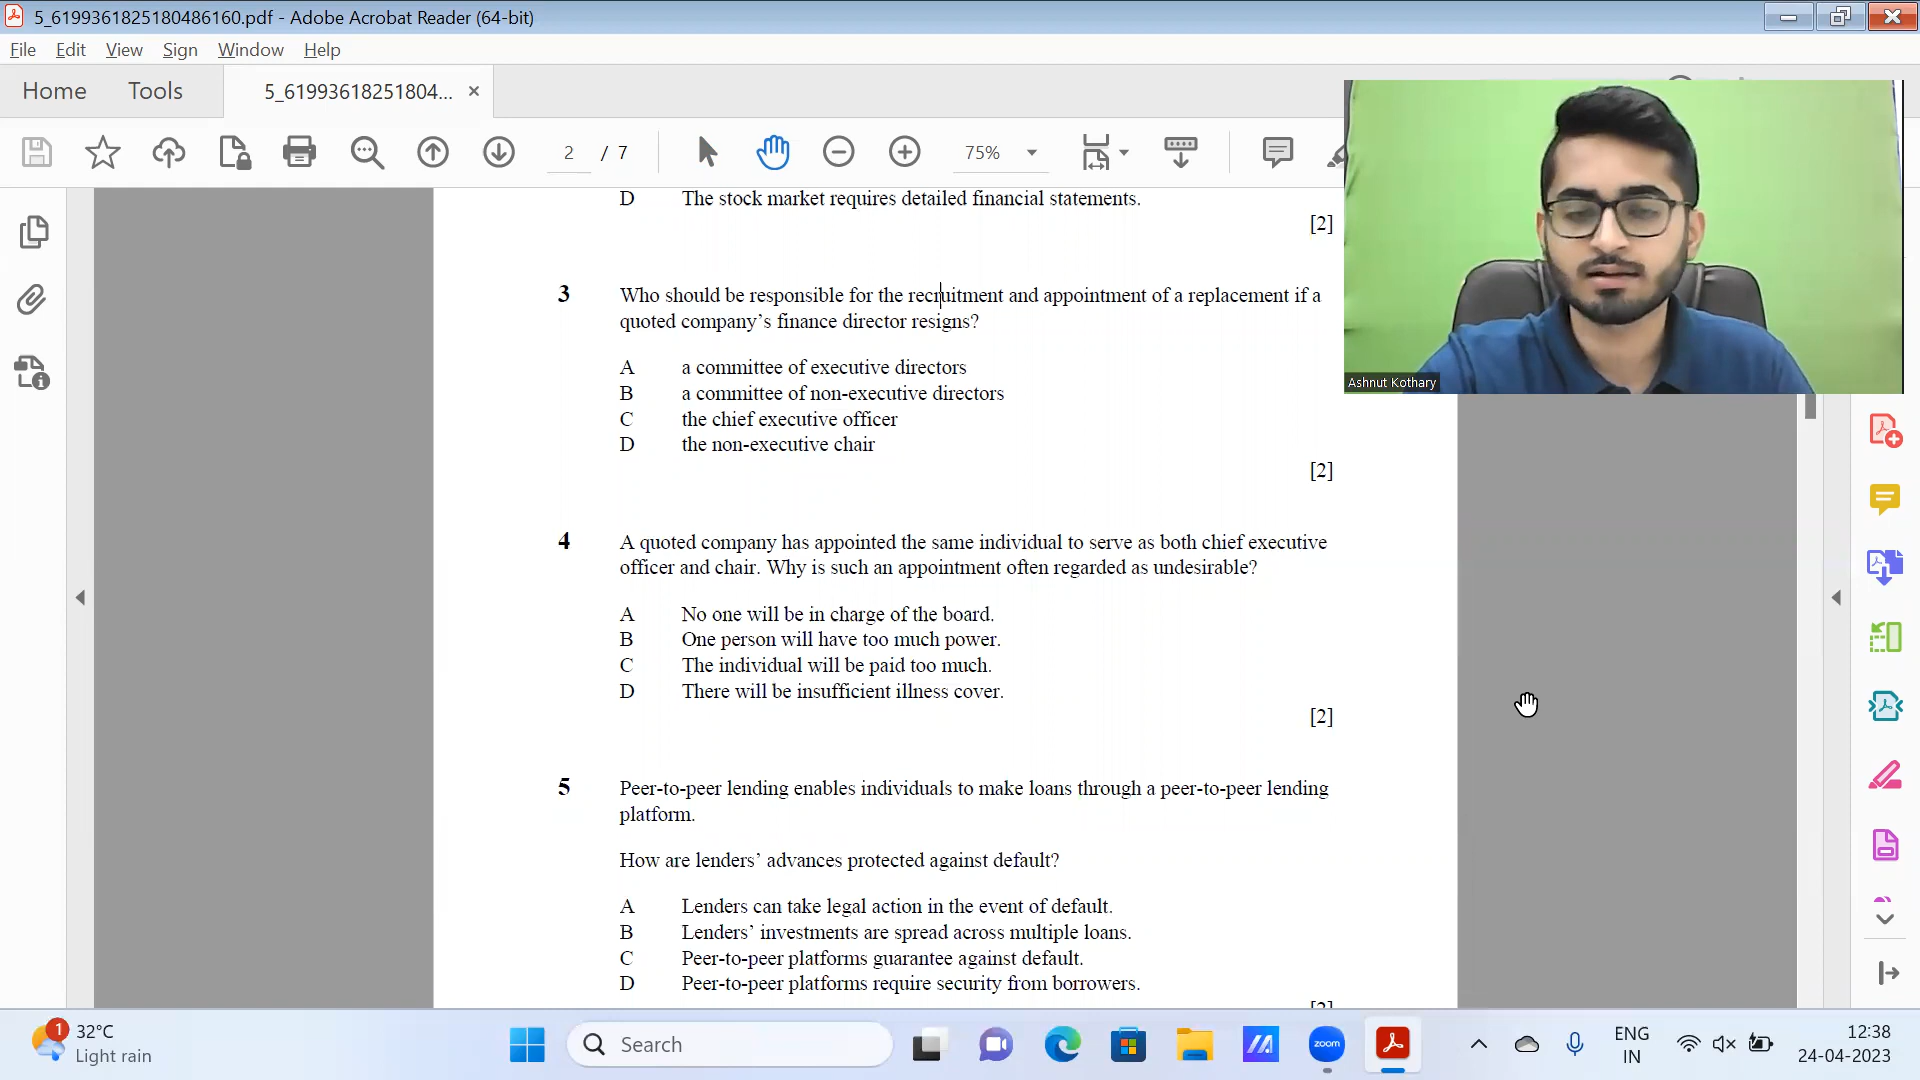 5_6199361825180486160.pdf - Adobe Acrobat Reader (64-bit)
File Edit View Sign Window Help
Home Tools 5_61993618251804... ×
2 / 7 75%
D The stock market requires detailed financial statements.
[2]
3 Who should be responsible for the recruitment and appointment of a replacement if a
quoted company's finance director resigns?
A a committee of executive directors
B a committee of non-executive directors
C the chief executive officer
D the non-executive chair
[2]
Ashnut Kothary
4 A quoted company has appointed the same individual to serve as both chief executive
officer and chair. Why is such an appointment often regarded as undesirable?
A No one will be in charge of the board.
B One person will have too much power.
C The individual will be paid too much.
D There will be insufficient illness cover.
[2]
5 Peer-to-peer lending enables individuals to make loans through a peer-to-peer lending
platform.
How are lenders' advances protected against default?
A Lenders can take legal action in the event of default.
B Lenders' investments are spread across multiple loans.
C Peer-to-peer platforms guarantee against default.
D Peer-to-peer platforms require security from borrowers.
[2]
1 32°C
Light rain
Search
zoom
ENG
IN
12:38
24-04-2023